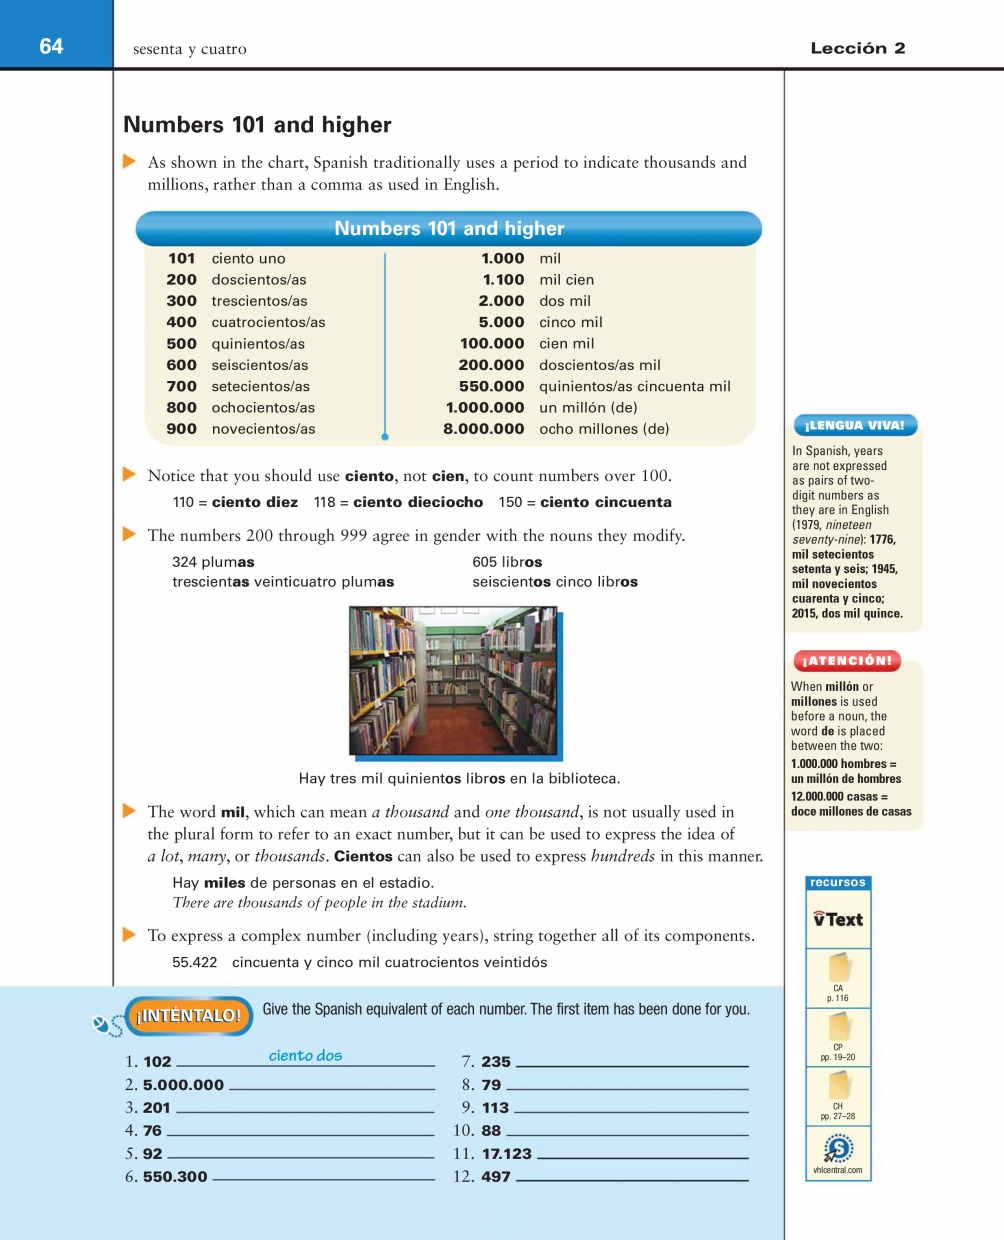 64
sesenta y cuatro
Lección 2
Numbers 101 and higher
As shown in the chart, Spanish traditionally uses a period to indicate thousands and
millions, rather than a comma as used in English.
Numbers 101 and higher
101 ciento uno
200 doscientos/as
300 trescientos/as
400 cuatrocientos/as
500 quinientos/as
600 seiscientos/as
700 setecientos/as
800 ochocientos/as
900 novecientos/as
1.000 mil
1.100 mil cien
2.000 dos mil
5.000 cinco mil
100.000 cien mil
200.000 doscientos/as mil
550.000 quinientos/as cincuenta mil
1.000.000 un millón (de)
8.000.000 ocho millones (de)
Notice that you should use ciento, not cien, to count numbers over 100.
110 = ciento diez 118 = ciento dieciocho 150 = ciento cincuenta
The numbers 200 through 999 agree in gender with the nouns they modify.
324 plumas
trescientas veinticuatro plumas
605 libros
seiscientos cinco libros
Hay tres mil quinientos libros en la biblioteca.
The word mil, which can mean a thousand and one thousand, is not usually used in
the plural form to refer to an exact number, but it can be used to express the idea of
a lot, many, or thousands. Cientos can also be used to express hundreds in this manner.
Hay miles de personas en el estadio.
There are thousands of people in the stadium.
To express a complex number (including years), string together all of its components.
55.422 cincuenta y cinco mil cuatrocientos veintidós
¡LENGUA VIVA!
In Spanish, years
are not expressed
as pairs of two-
digit numbers as
they are in English
(1979, nineteen
seventy-nine): 1776,
mil setecientos
setenta y seis; 1945,
mil novecientos
cuarenta y cinco;
2015, dos mil quince.
¡ATENCIÓN!
When millón or
millones is used
before a noun, the
word de is placed
between the two:
1.000.000 hombres =
un millón de hombres
12.000.000 casas =
doce millones de casas
recursos
vText
CA
p. 116
CP
pp. 19–20
CH
pp. 27–28
S
vhlcentral.com
¡INTÉNTALO!
Give the Spanish equivalent of each number. The first item has been done for you.
1. 102 ciento dos
2. 5.000.000
3. 201
4. 76
5. 92
6. 550.300
7. 235
8. 79
9. 113
10. 88
11. 17.123
12. 497